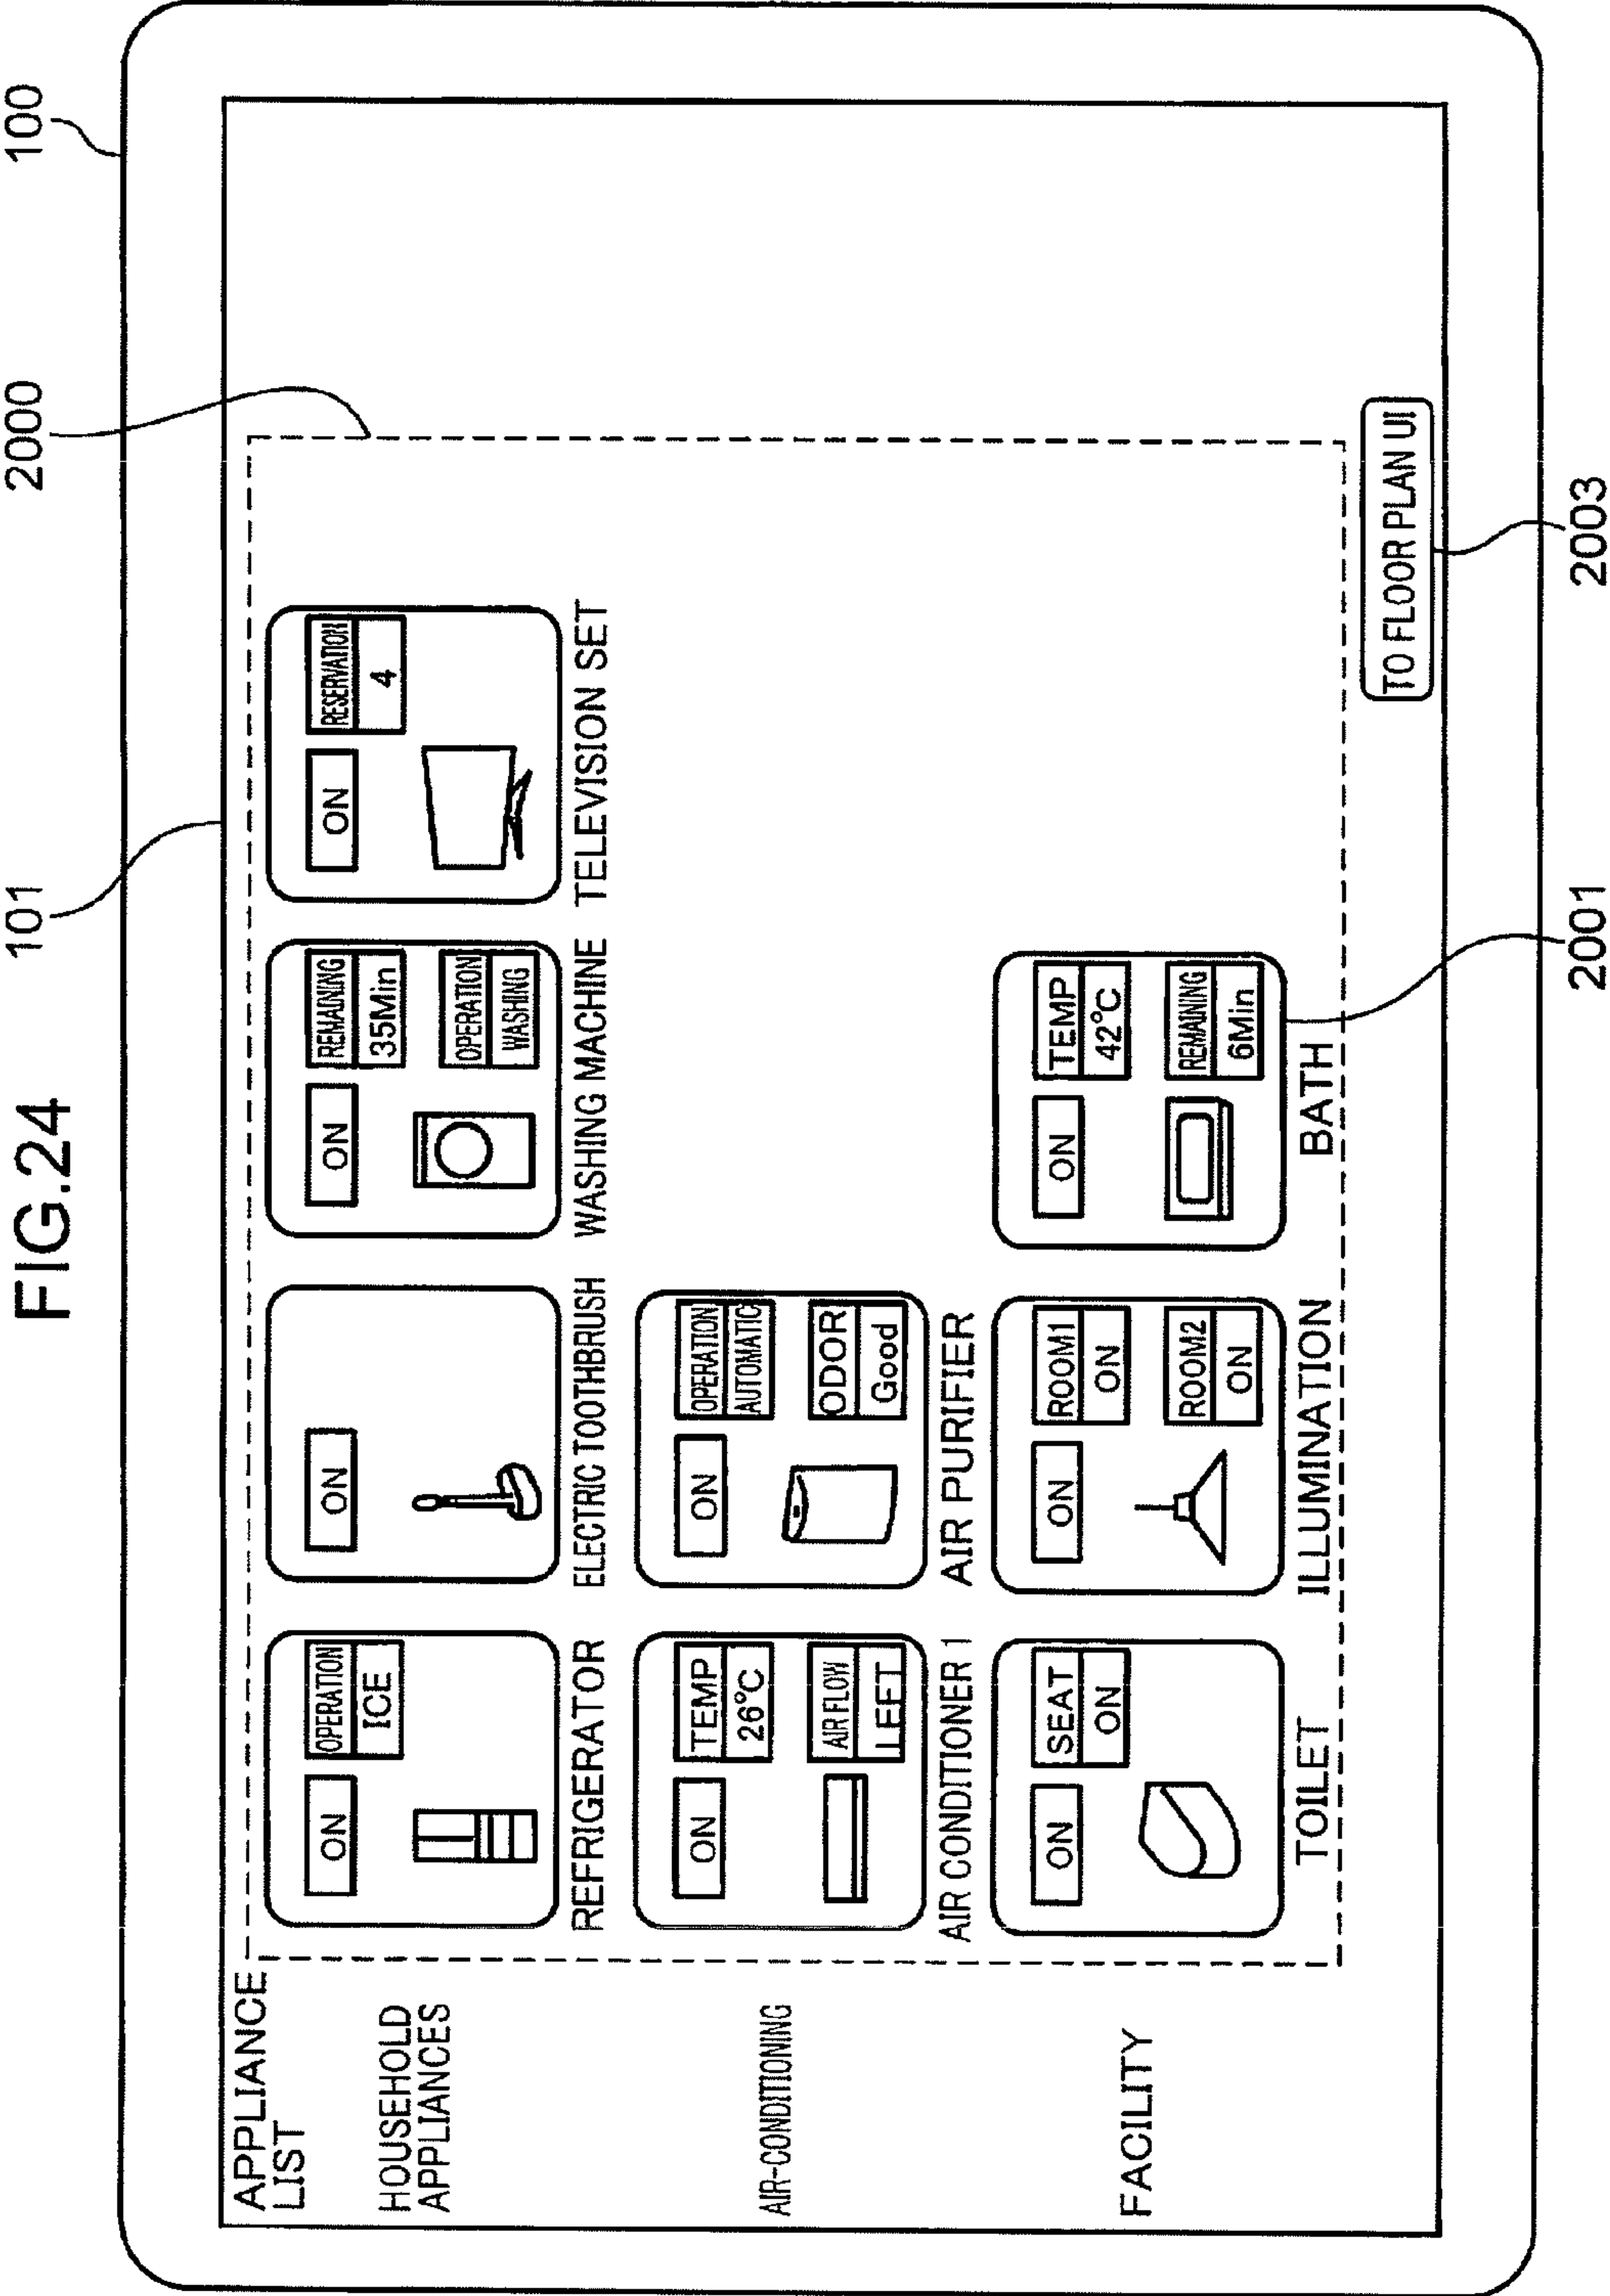 FIG.24
101
2000
100
APPLIANCE
LIST
HOUSEHOLD
APPLIANCES
ON
OPERATION
ICE
REFRIGERATOR
ON
ELECTRIC TOOTHBRUSH
ON
REMAINING
35Min
OPERATION
WASHING
WASHING MACHINE
ON
RESERVATION
4
TELEVISION SET
AIR-CONDITIONING
ON
TEMP
26°C
AIR FLOW
LEFT
AIR CONDITIONER 1
ON
OPERATION
AUTOMATIC
ODOR
Good
AIR PURIFIER
FACILITY
ON
SEAT
ON
TOILET
ON
ROOM1
ON
ROOM2
ON
ILLUMINATION
ON
TEMP
42°C
REMAINING
6Min
BATH
TO FLOOR PLAN UI
2001
2003